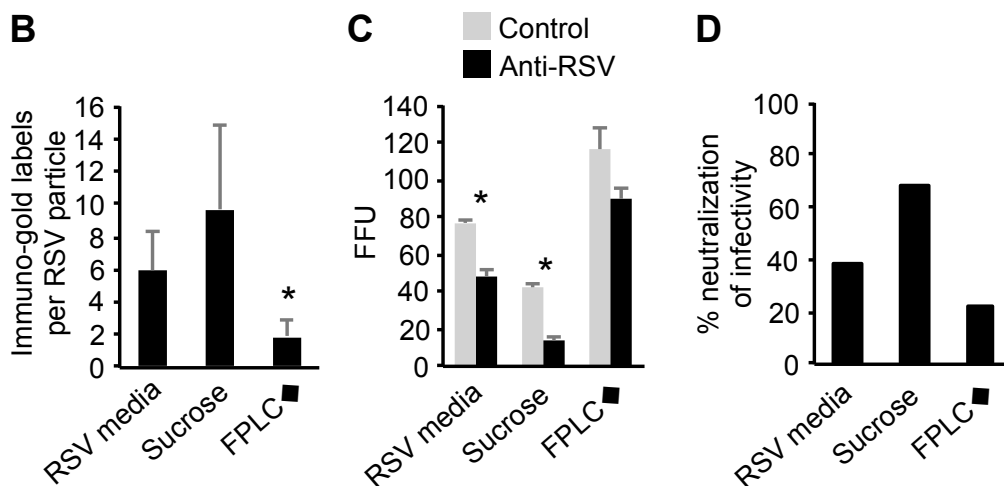 B
Immuno-gold labels
per RSV particle
16
14
12
10
8
6
4
2
0
*
RSV media
Sucrose
FPLC■
C
Control
Anti-RSV
FFU
140
120
100
80
60
40
20
0
*
*
RSV media
Sucrose
FPLC■
D
% neutralization
of infectivity
100
80
60
40
20
0
RSV media
Sucrose
FPLC■